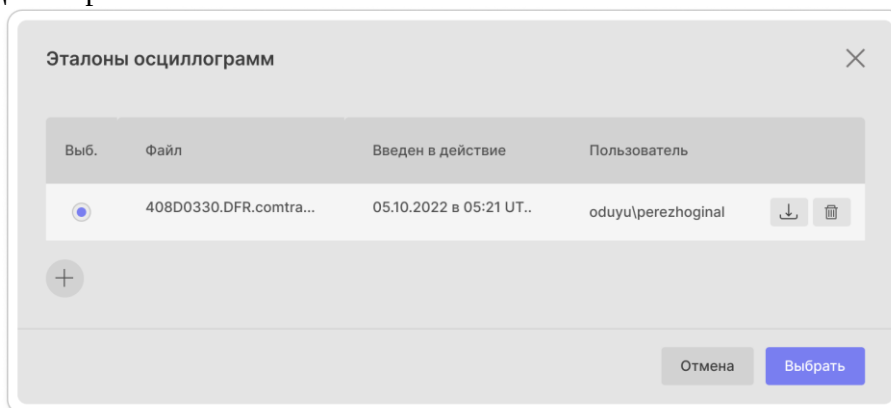 Эталоны осциллограмм
Выб. Файл Введен в действие Пользователь
408D0330.DFR.comtra... 05.10.2022 в 05:21 UT.. oduyu\perezhoginal
Отмена Выбрать